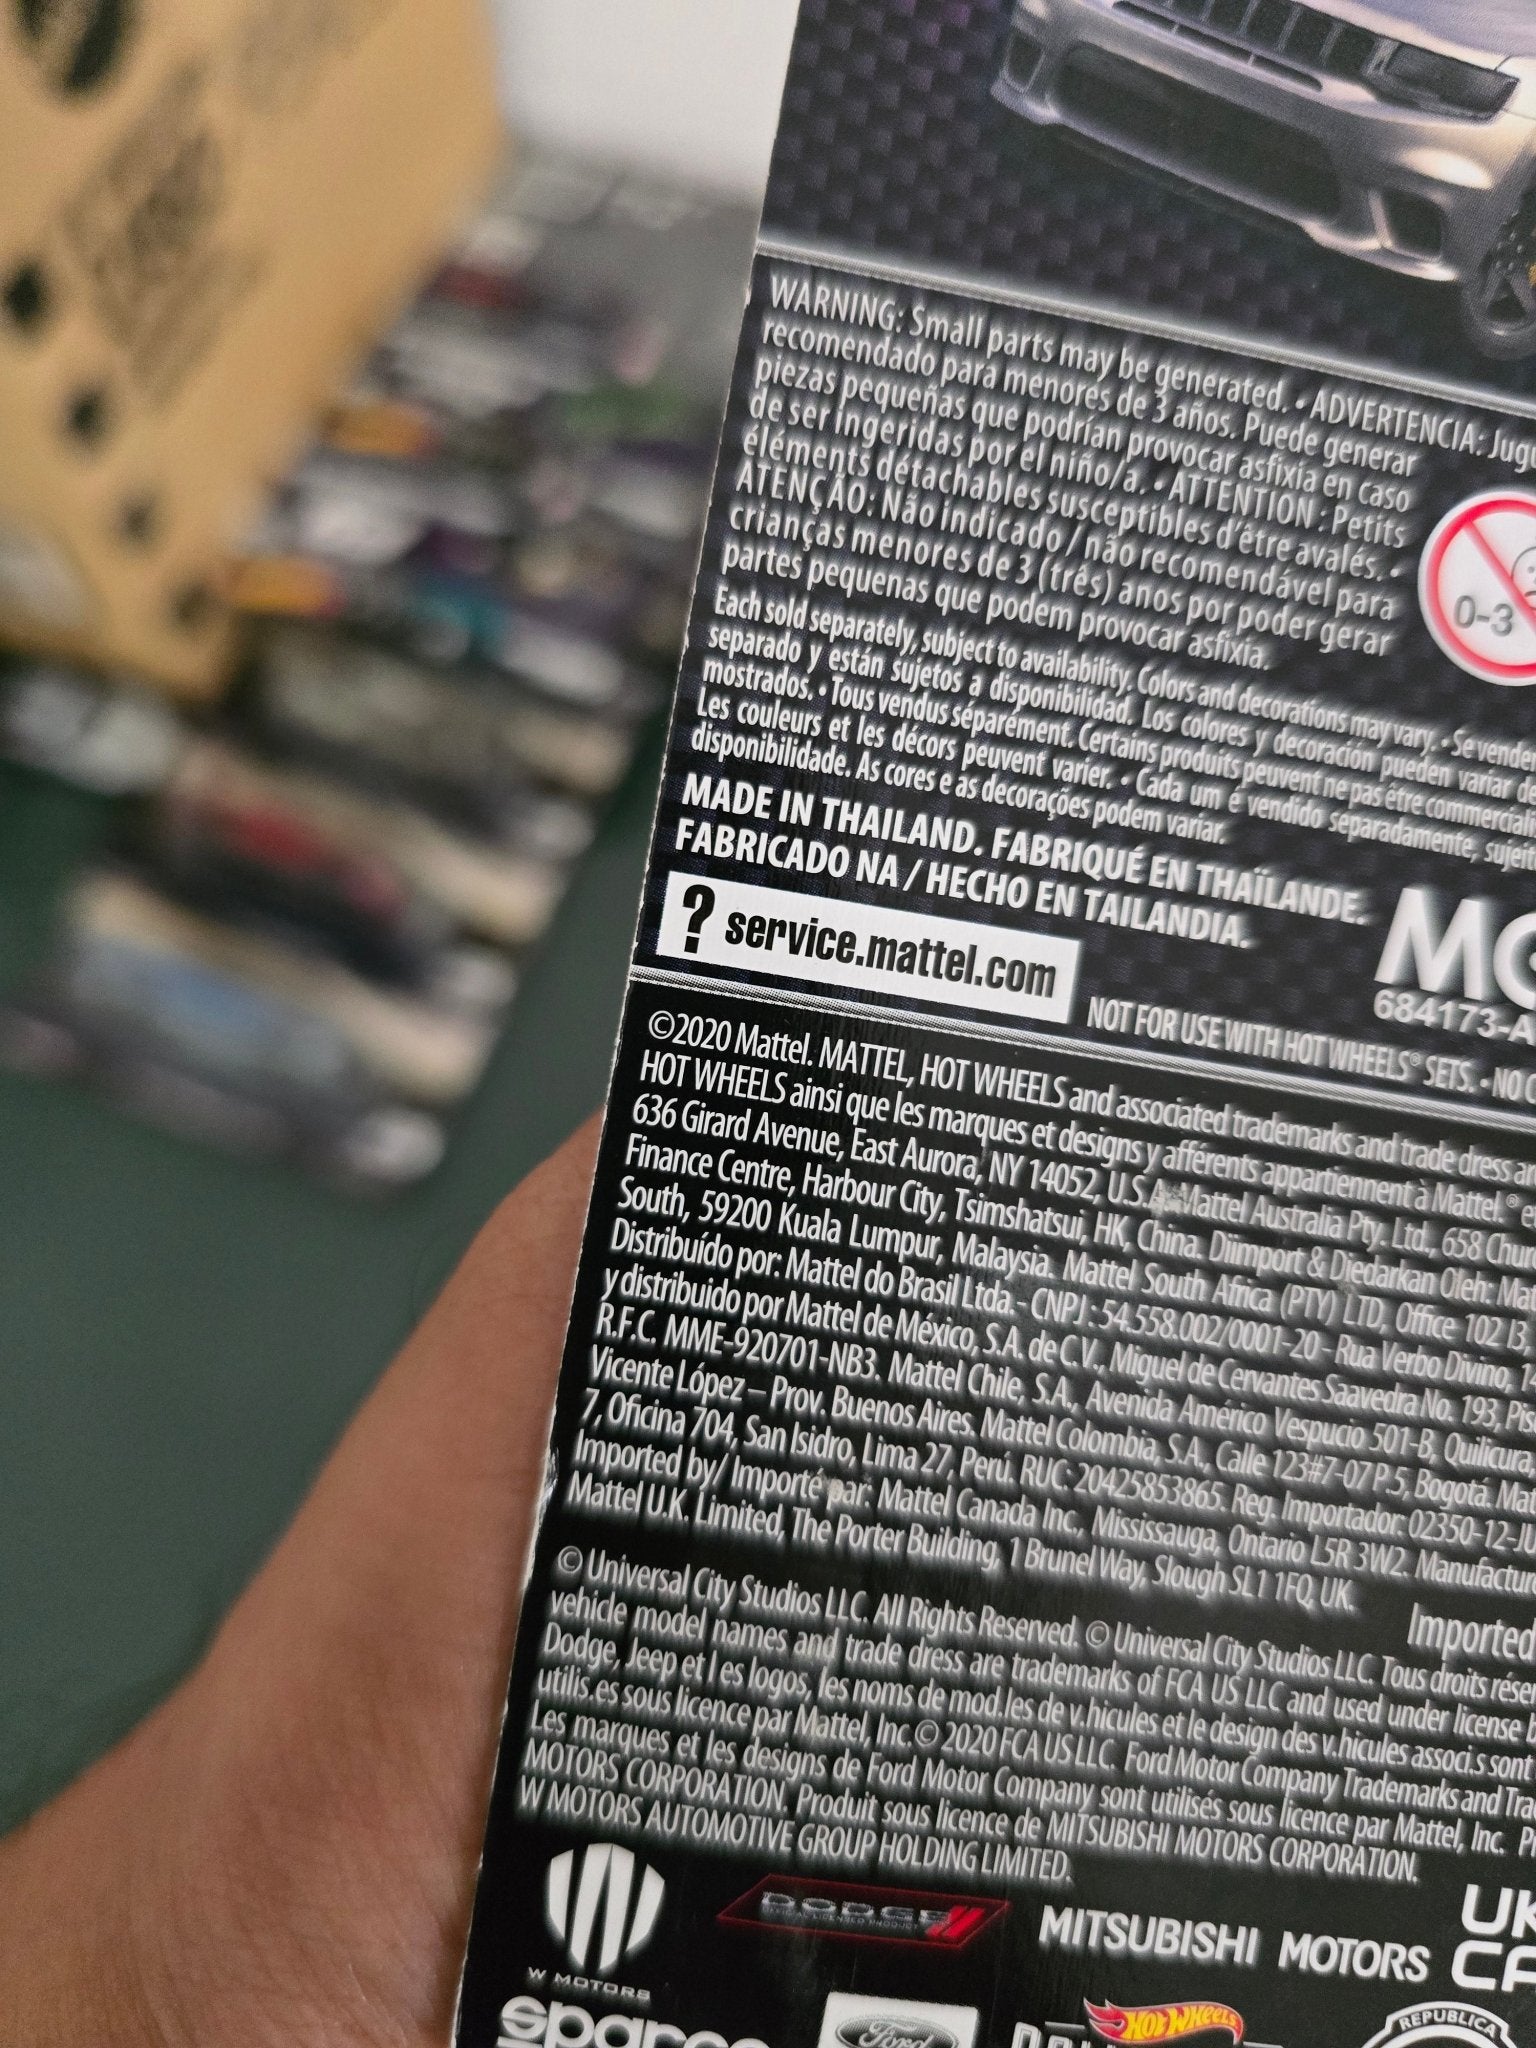 WARNING: Small parts may be generated. • ADVERTENCIA: Jugu
recomendado para menores de 3 años. Puede generar
piezas pequeñas que podrían provocar asfixia en caso
de ser ingeridas por el niño/a. • ATTENTION : Petits
éléments détachables susceptibles d'être avalés. •
ATENÇÃO: Não indicado / não recomendável para
crianças menores de 3 (três) anos por poder gerar
partes pequenas que podem provocar asfixia.
0-3
Each sold separately, subject to availability. Colors and decorations may vary. • Se venden
separado y están sujetos a disponibilidad. Los colores y decoración pueden variar de
mostrados. • Tous vendus séparément. Certains produits peuvent ne pas être commerciali
Les couleurs et les décors peuvent varier. • Cada um é vendido separadamente, sujeit
disponibilidade. As cores e as decorações podem variar.
MADE IN THAILAND. FABRIQUÉ EN THAÏLANDE.
FABRICADO NA / HECHO EN TAILANDIA.
? service.mattel.com
684173-A
NOT FOR USE WITH HOT WHEELS® SETS. • NO
©2020 Mattel. MATTEL, HOT WHEELS and associated trademarks and trade dress
HOT WHEELS ainsi que les marques et designs y afférents appartiennent à Mattel.®
636 Girard Avenue, East Aurora, NY 14052, U.S.A. Mattel Australia Pty. Ltd., 658 Chu
Finance Centre, Harbour City, Tsimshatsui, HK, China. Diimport & Diedarkan Oleh: Ma
South, 59200 Kuala Lumpur, Malaysia. Mattel South Africa (PTY) LTD, Office 102 I3,
Distribuído por: Mattel do Brasil Ltda.- CNPJ : 54.558.002/0001-20 - Rua Verbo Divino, 1
y distribuido por Mattel de México, S.A. de C.V., Miguel de Cervantes Saavedra No. 193, Pis
R.F.C. MME-920701-NB3. Mattel Chile, S.A., Avenida Américo Vespucio 501-B, Quilicura,
Vicente López – Prov. Buenos Aires. Mattel Colombia, S.A., Calle 123#7-07 P.5, Bogotá. Mat
7, Oficina 704, San Isidro, Lima 27, Perú. RUC: 20425853865. Reg. Importador: 02350-12-JU
Imported by/ Importé par: Mattel Canada Inc., Mississauga, Ontario L5R 3W2. Manufactur
Mattel U.K. Limited, The Porter Building, 1 Brunel Way, Slough SL1 1FQ, UK.
Imported
© Universal City Studios LLC. All Rights Reserved. © Universal City Studios LLC. Tous droits rése
vehicle model names and trade dress are trademarks of FCA US LLC and used under license
Dodge, Jeep et l es logos, les noms de mod.les de v.hicules et le design des v.hicules associ.s sont
utilis.es sous licence par Mattel, Inc. © 2020 FCA US LLC. Ford Motor Company Trademarks and Tra
Les marques et les designs de Ford Motor Company sont utilisés sous licence par Mattel, Inc. P
MOTORS CORPORATION. Produit sous licence de MITSUBISHI MOTORS CORPORATION.
W MOTORS AUTOMOTIVE GROUP HOLDING LIMITED.
W MOTORS
DODGE
MITSUBISHI MOTORS
UK
CA
sparco
Ford
HOT WHEELS
REPUBLICA